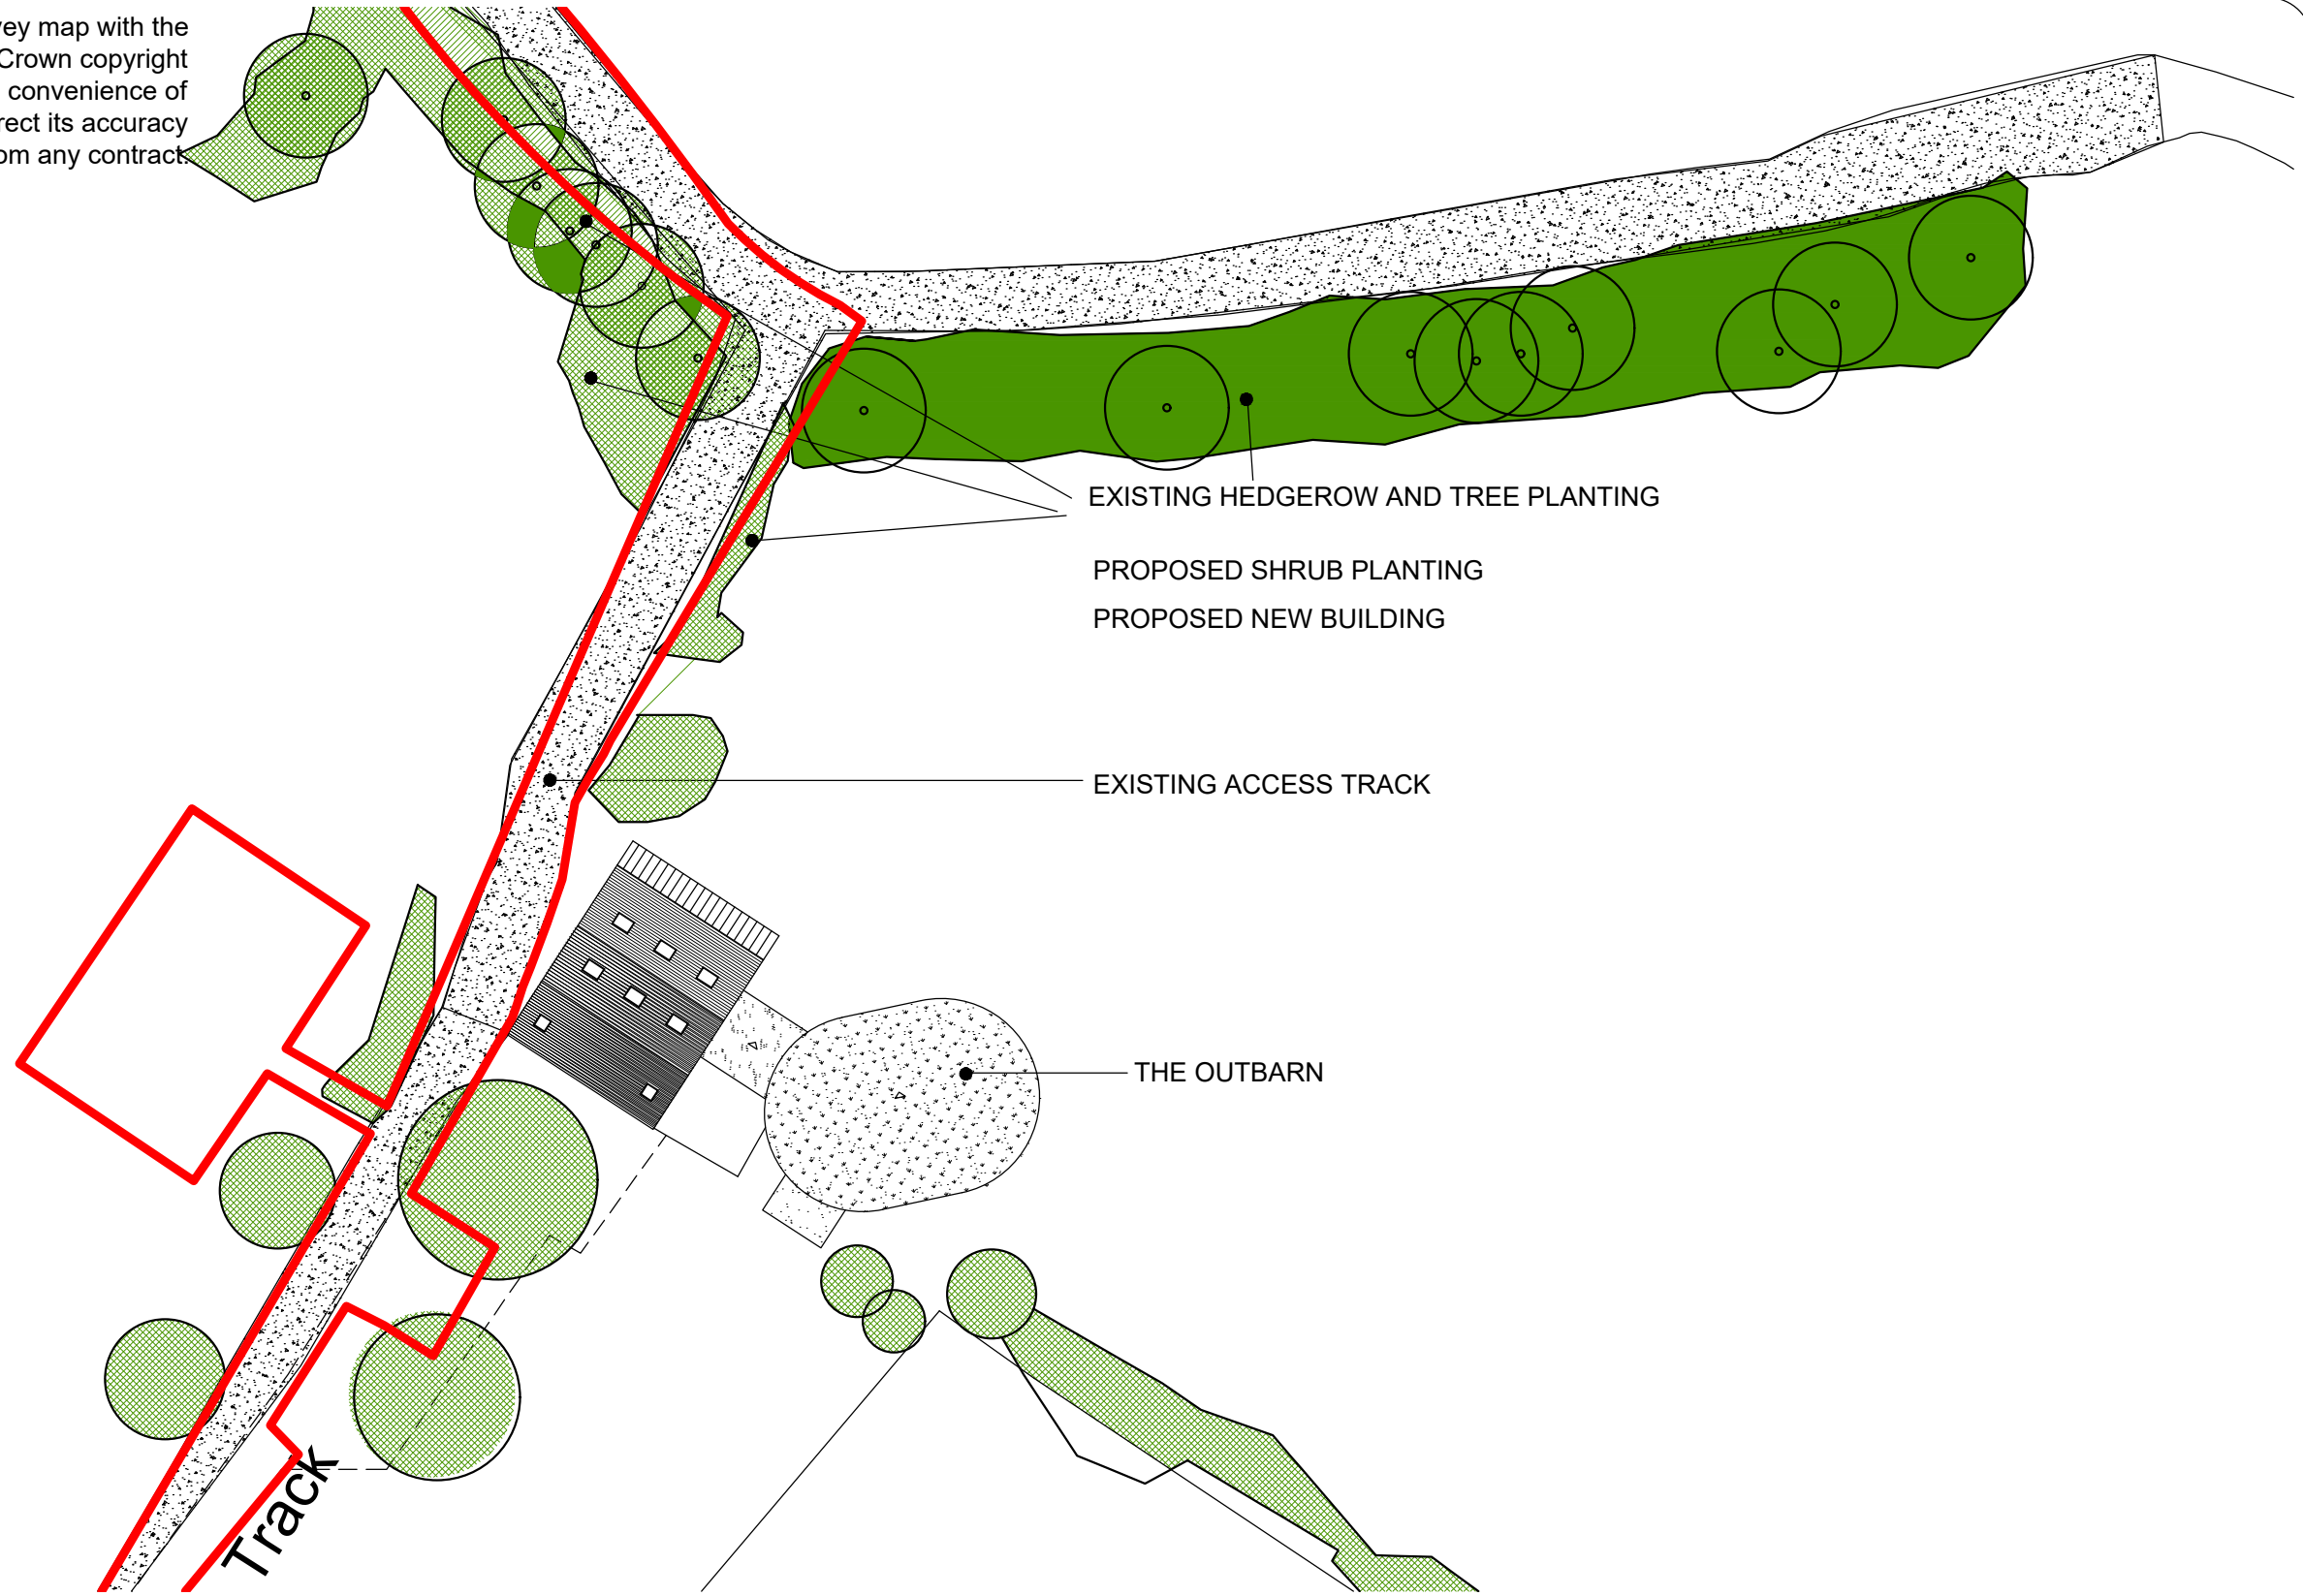 vey map with the
Crown copyright
convenience of
rect its accuracy
om any contract.
EXISTING HEDGEROW AND TREE PLANTING
PROPOSED SHRUB PLANTING
PROPOSED NEW BUILDING
EXISTING ACCESS TRACK
THE OUTBARN
Track